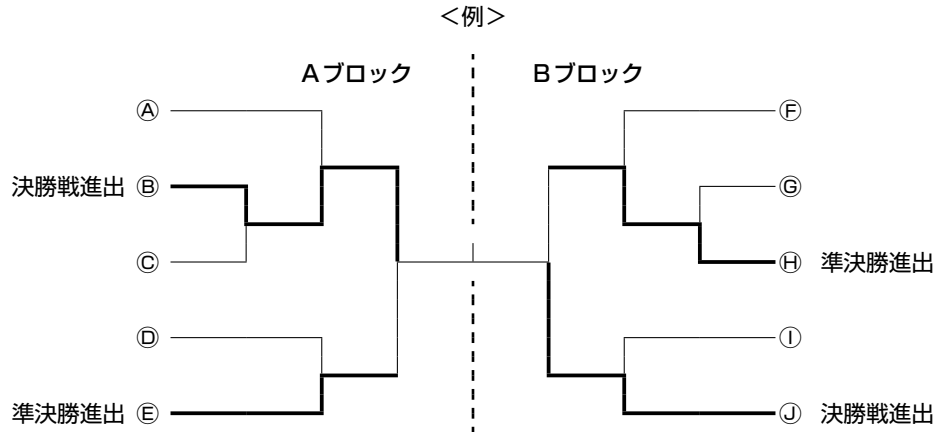 ＜例＞
Aブロック
Bブロック
Ⓐ
Ⓕ
決勝戦進出 Ⓑ
Ⓖ
Ⓒ
Ⓗ 準決勝進出
Ⓓ
Ⓘ
準決勝進出 Ⓔ
Ⓙ 決勝戦進出